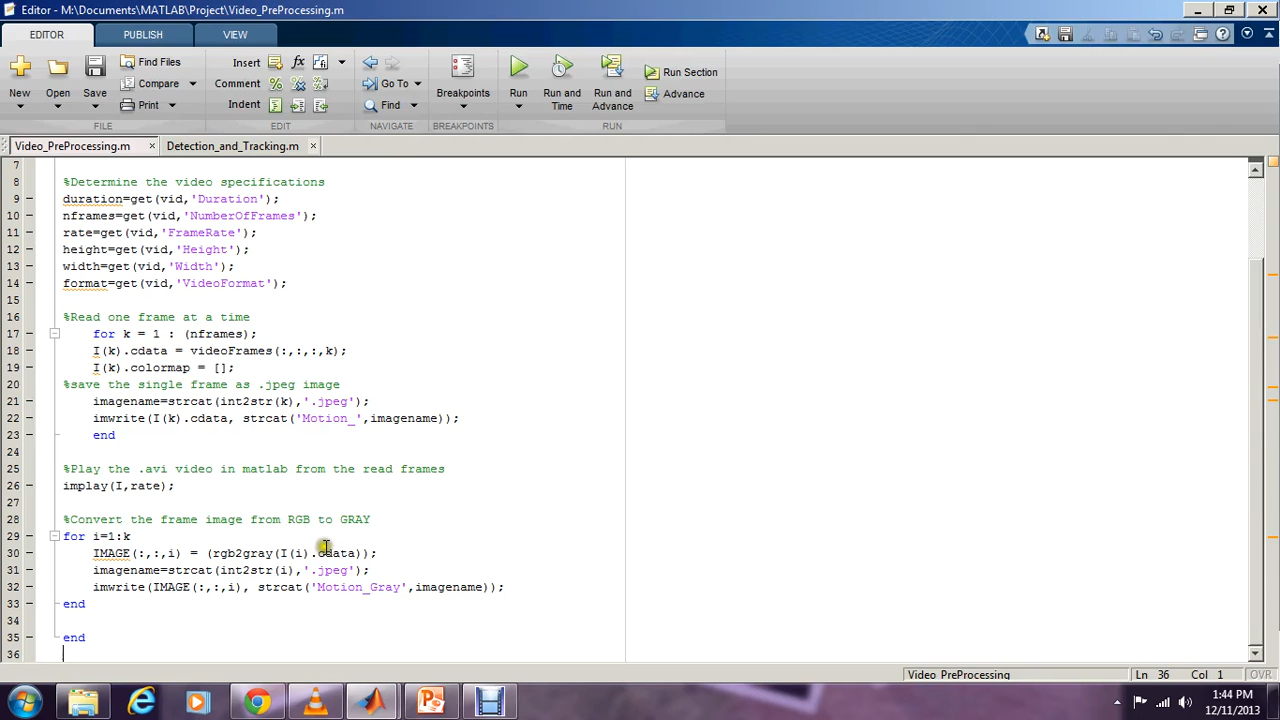 Editor - M:\Documents\MATLAB\Project\Video_PreProcessing.m
EDITOR PUBLISH VIEW
New Open Save Find Files Compare Print
Insert fx Comment Indent
Go To Find
Breakpoints
Run Run and Time Run and Advance Run Section Advance
FILE EDIT NAVIGATE BREAKPOINTS RUN
Video_PreProcessing.m × Detection_and_Tracking.m ×
7
8 %Determine the video specifications
9 duration=get(vid,'Duration');
10 nframes=get(vid,'NumberOfFrames');
11 rate=get(vid,'FrameRate');
12 height=get(vid,'Height');
13 width=get(vid,'Width');
14 format=get(vid,'VideoFormat');
15
16 %Read one frame at a time
17 for k = 1 : (nframes);
18 I(k).cdata = videoFrames(:,:,:,k);
19 I(k).colormap = [];
20 %save the single frame as .jpeg image
21 imagename=strcat(int2str(k),'.jpeg');
22 imwrite(I(k).cdata, strcat('Motion_',imagename));
23 end
24
25 %Play the .avi video in matlab from the read frames
26 implay(I,rate);
27
28 %Convert the frame image from RGB to GRAY
29 for i=1:k
30 IMAGE(:,:,i) = (rgb2gray(I(i).cdata));
31 imagename=strcat(int2str(i),'.jpeg');
32 imwrite(IMAGE(:,:,i), strcat('Motion_Gray',imagename));
33 end
34
35 end
36
Video PreProcessing Ln 36 Col 1 OVR
1:44 PM
12/11/2013